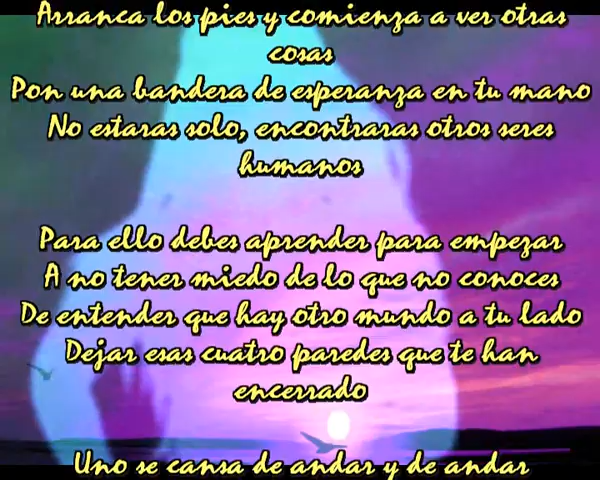 Arranca los pies y comienza a ver otras
cosas
Pon una bandera de esperanza en tu mano
No estaras solo, encontraras otros seres
humanos
Para ello debes aprender para empezar
A no tener miedo de lo que no conoces
De entender que hay otro mundo a tu lado
Dejar esas cuatro paredes que te han
encerrado
Uno se cansa de andar y de andar